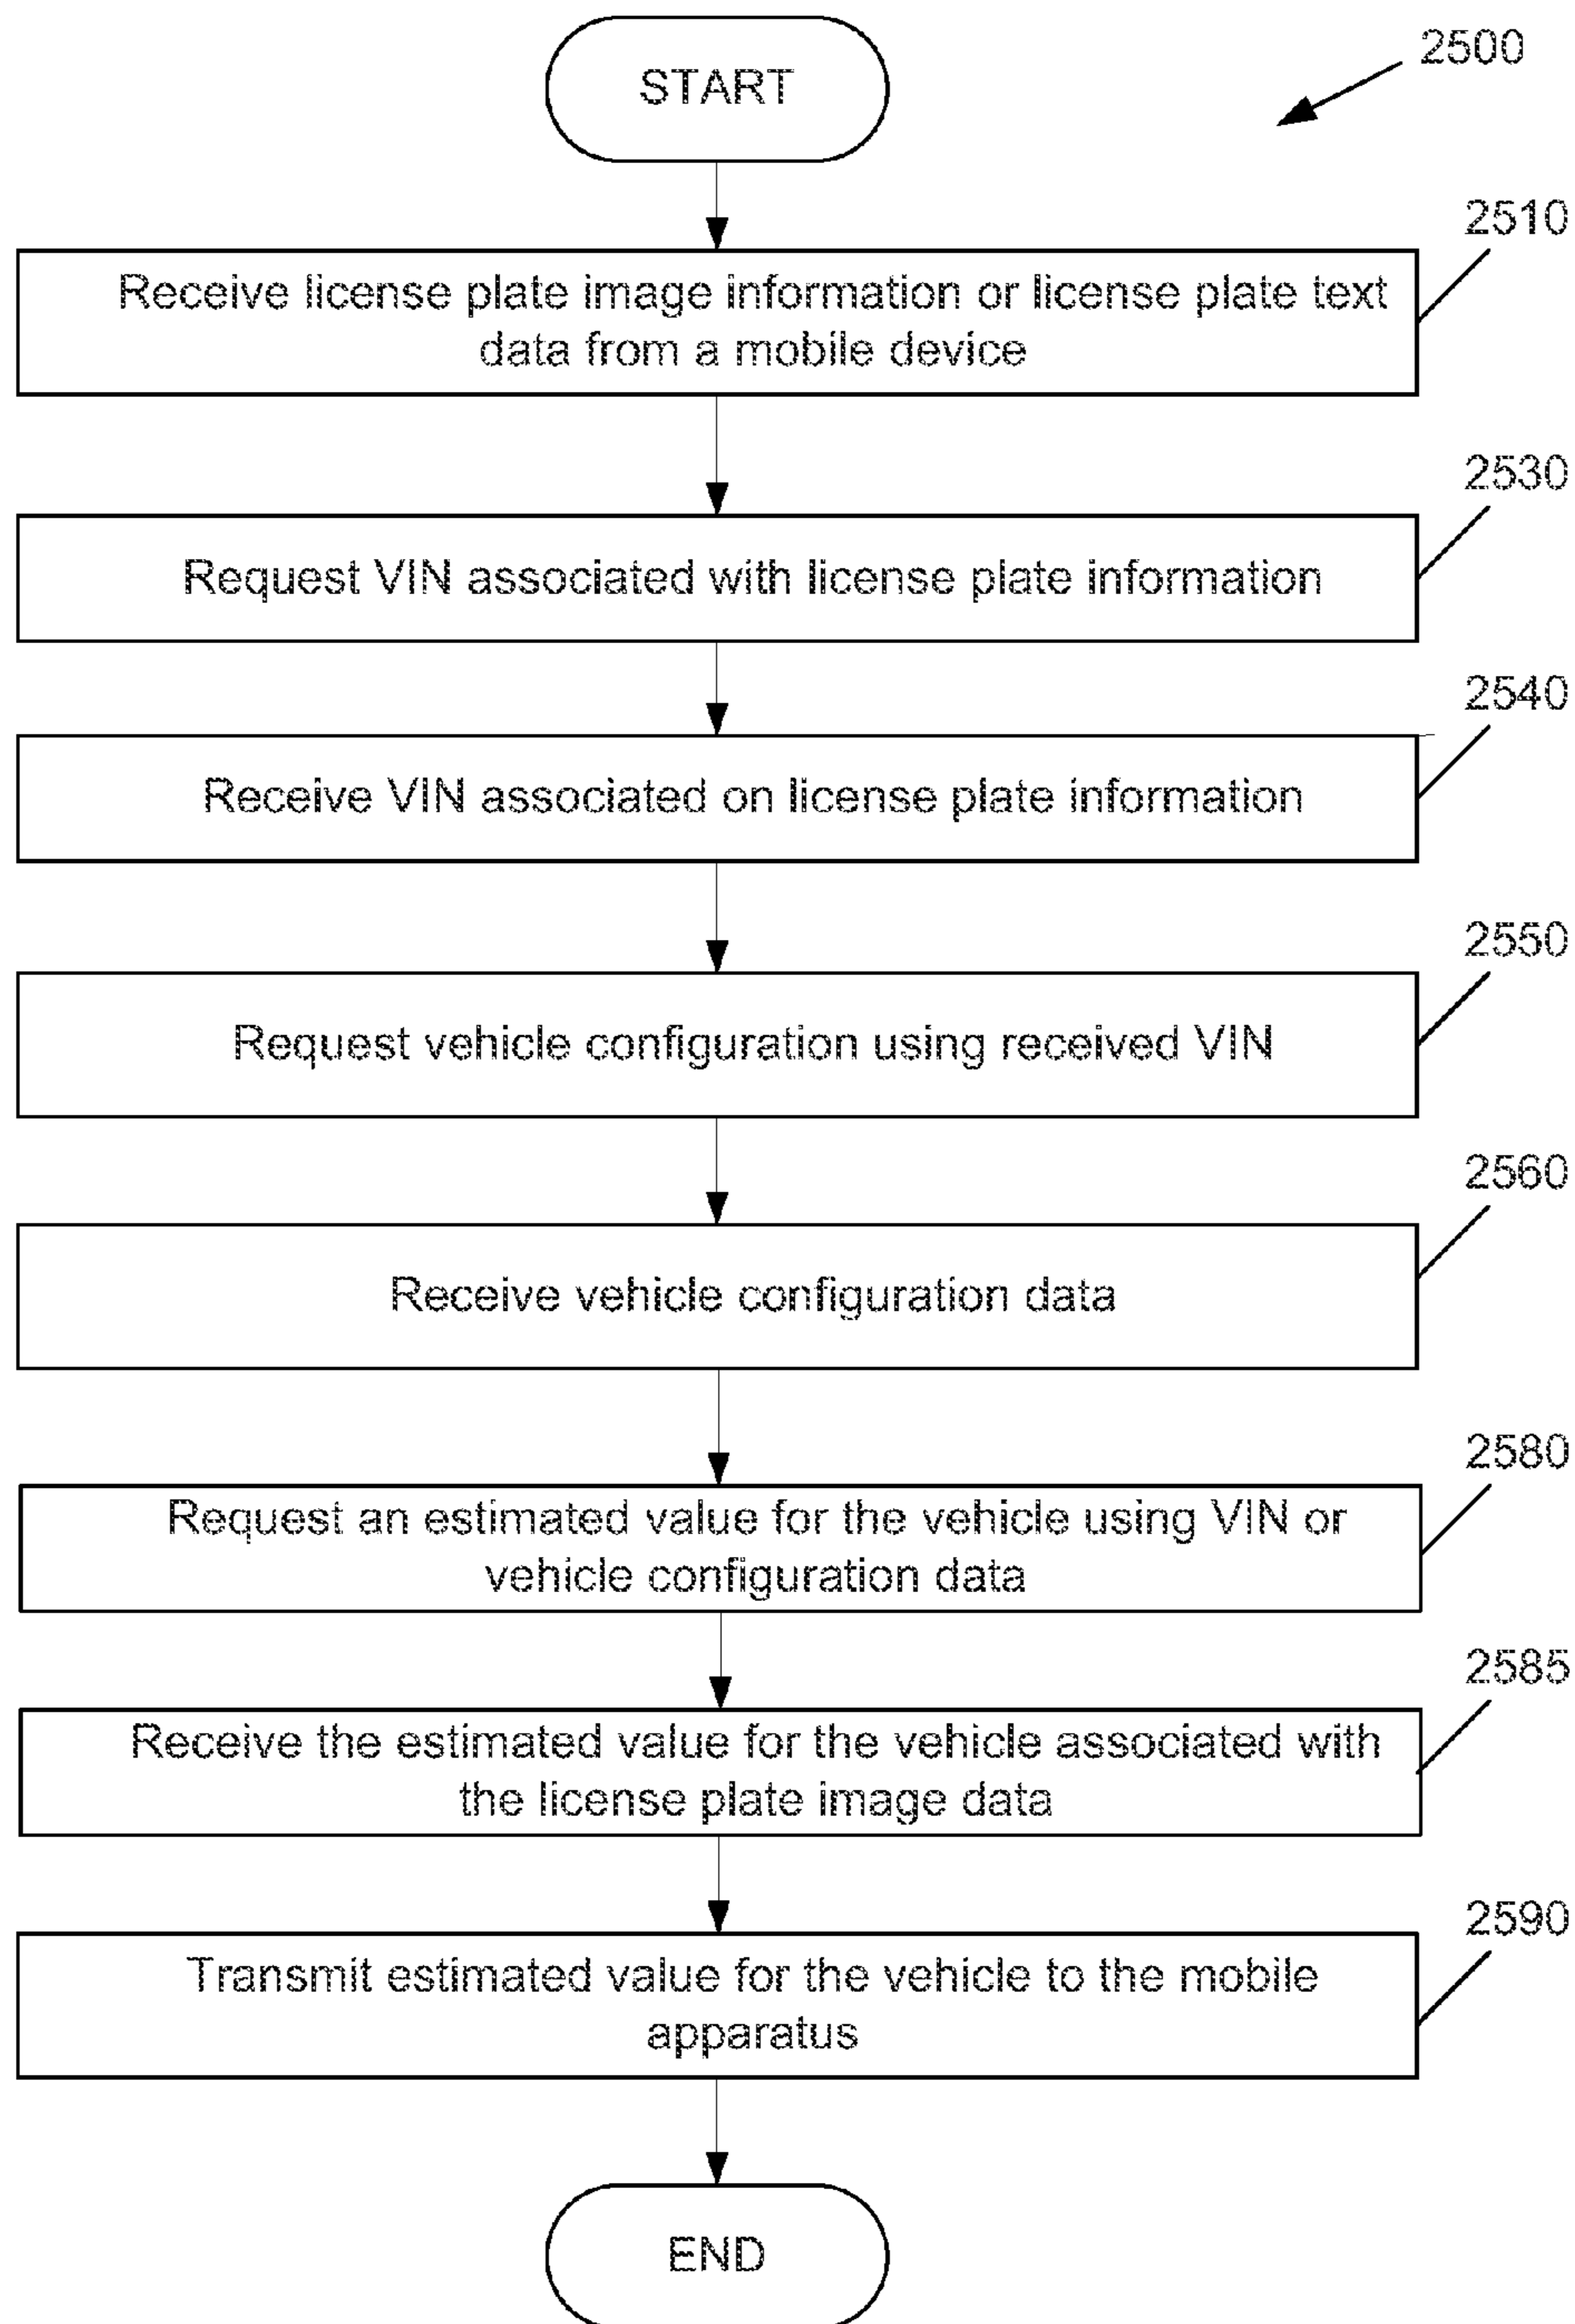 START
2500
2510
Receive license plate image information or license plate text
data from a mobile device
2530
Request VIN associated with license plate information
2540
Receive VIN associated on license plate information
2550
Request vehicle configuration using received VIN
2560
Receive vehicle configuration data
2580
Request an estimated value for the vehicle using VIN or
vehicle configuration data
2585
Receive the estimated value for the vehicle associated with
the license plate image data
2590
Transmit estimated value for the vehicle to the mobile
apparatus
END